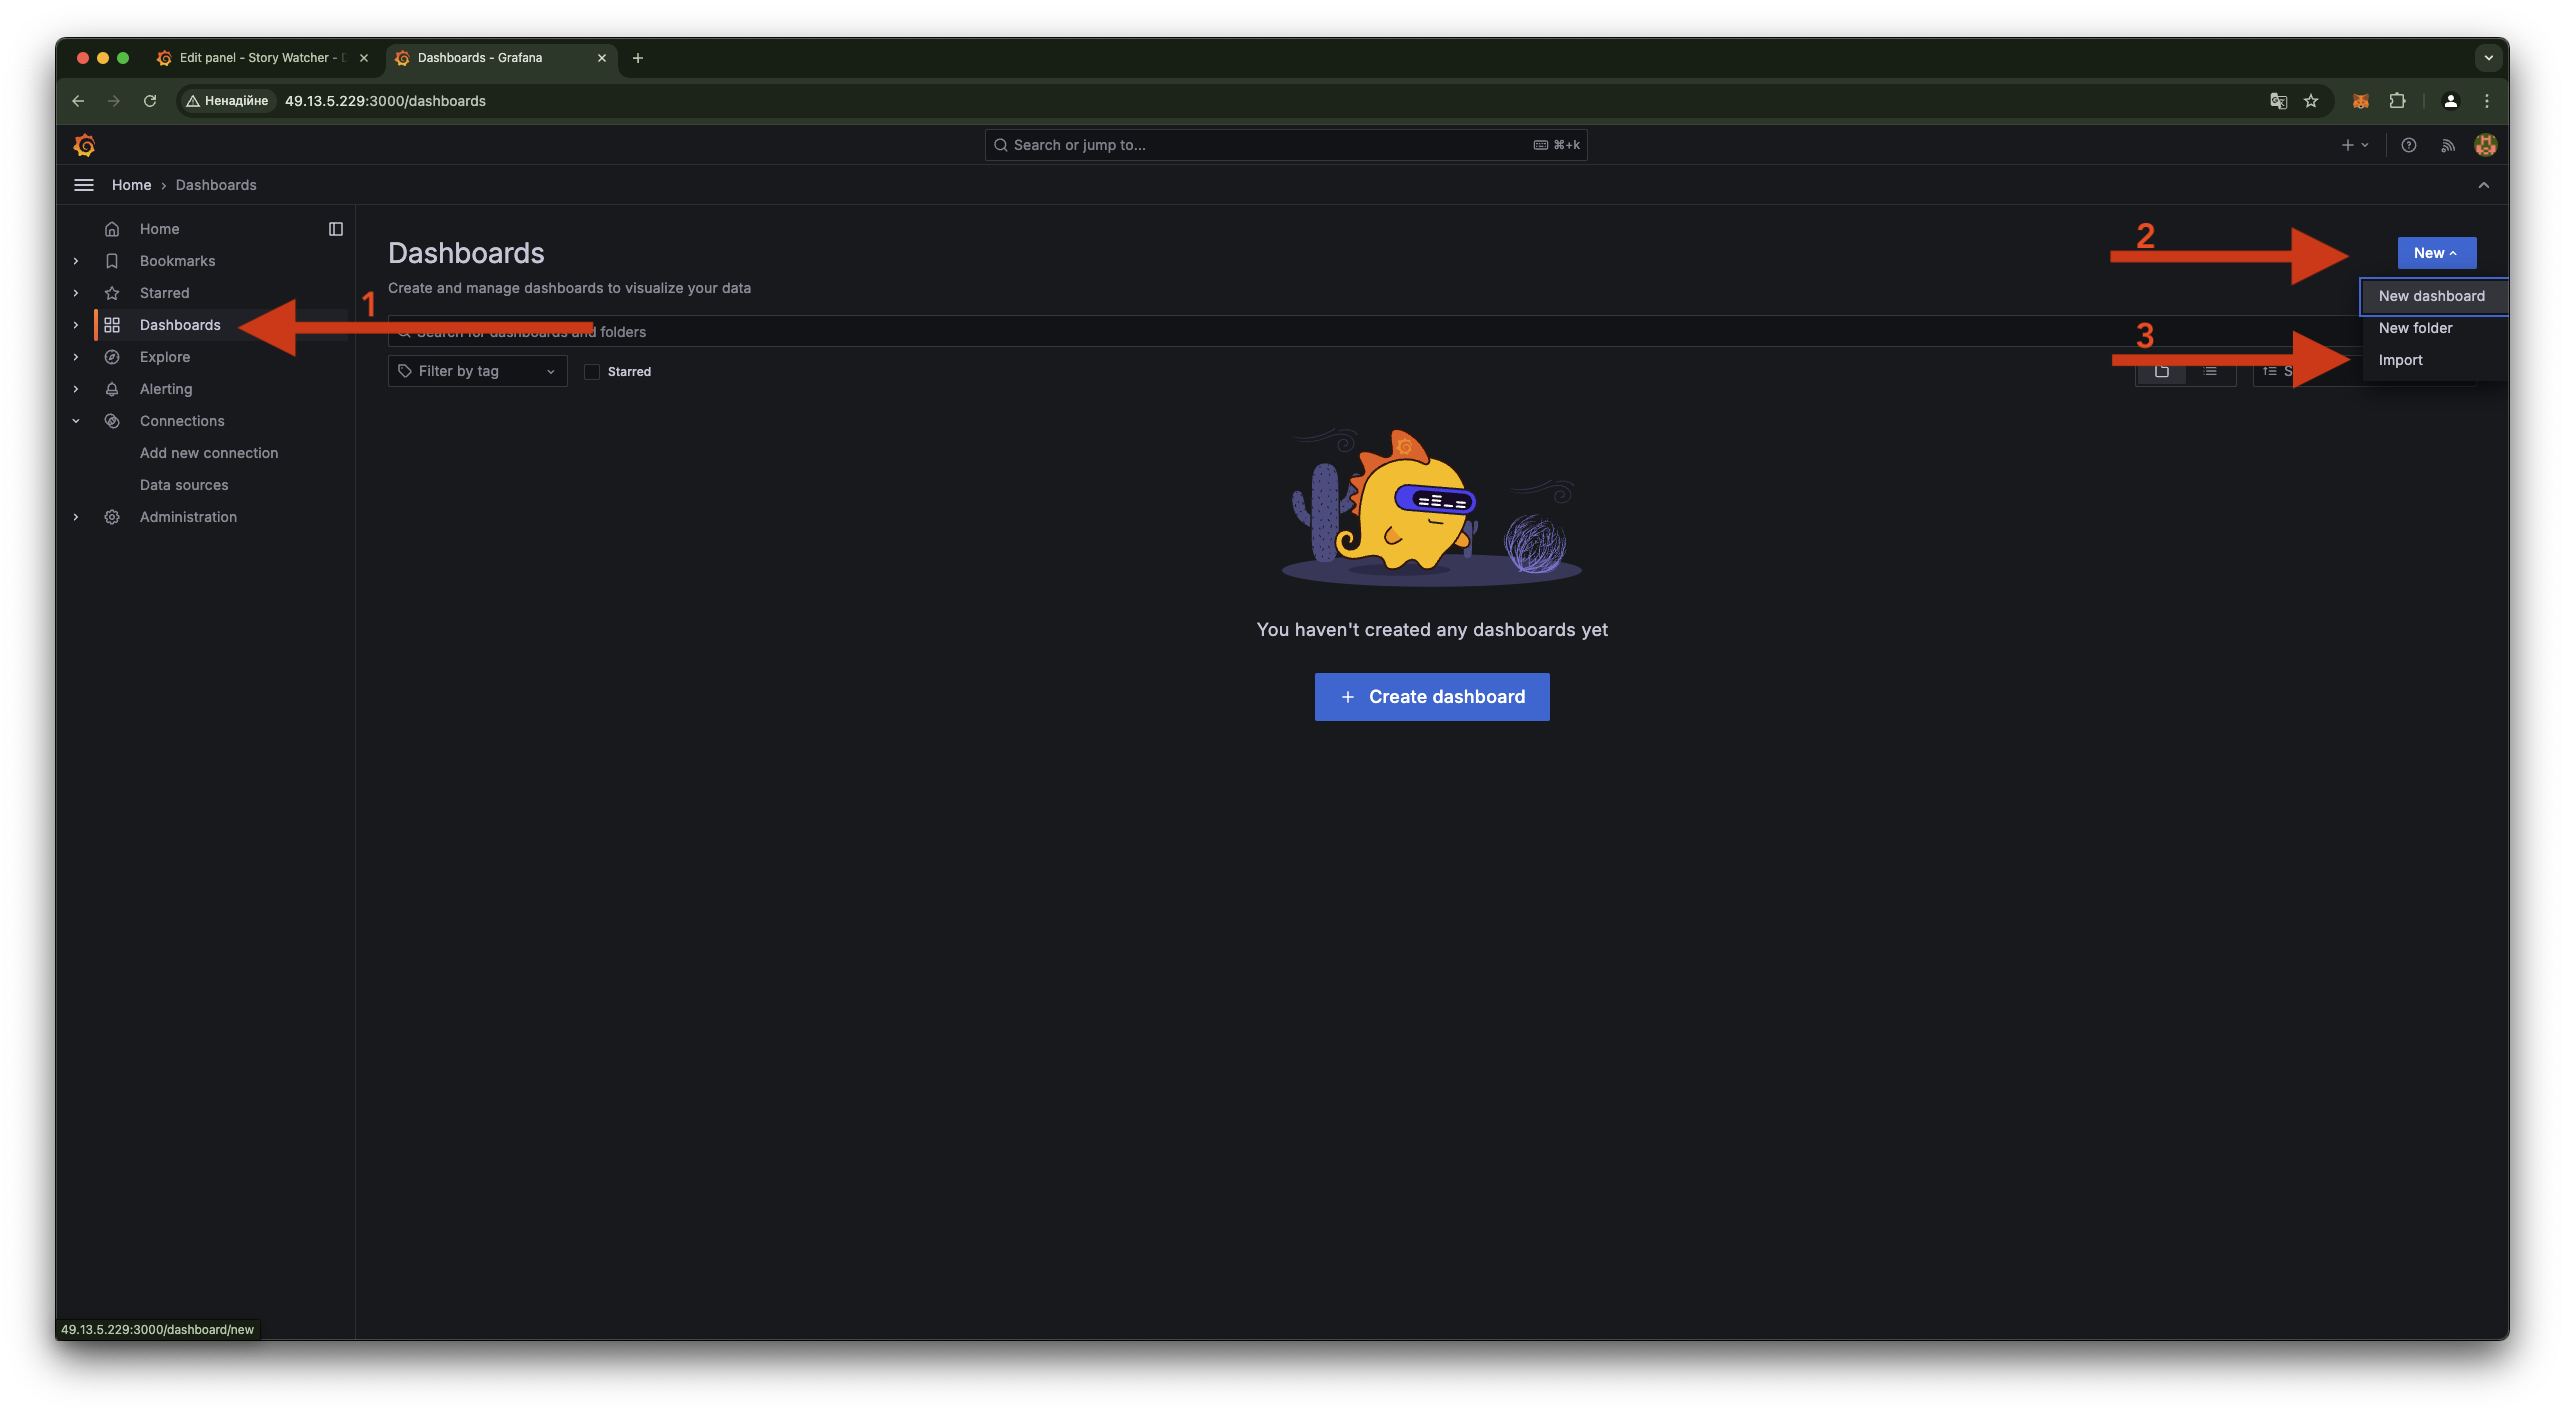 Edit panel - Story Watcher -
Dashboards - Grafana
Ненадійне 49.13.5.229:3000/dashboards
Search or jump to... ⌘+k
Home › Dashboards
Home
Bookmarks
Starred
Dashboards
Explore
Alerting
Connections
Add new connection
Data sources
Administration
1
Dashboards
Create and manage dashboards to visualize your data
Search for dashboards and folders
Filter by tag
Starred
2
New
New dashboard
New folder
3
Import
You haven't created any dashboards yet
+ Create dashboard
49.13.5.229:3000/dashboard/new